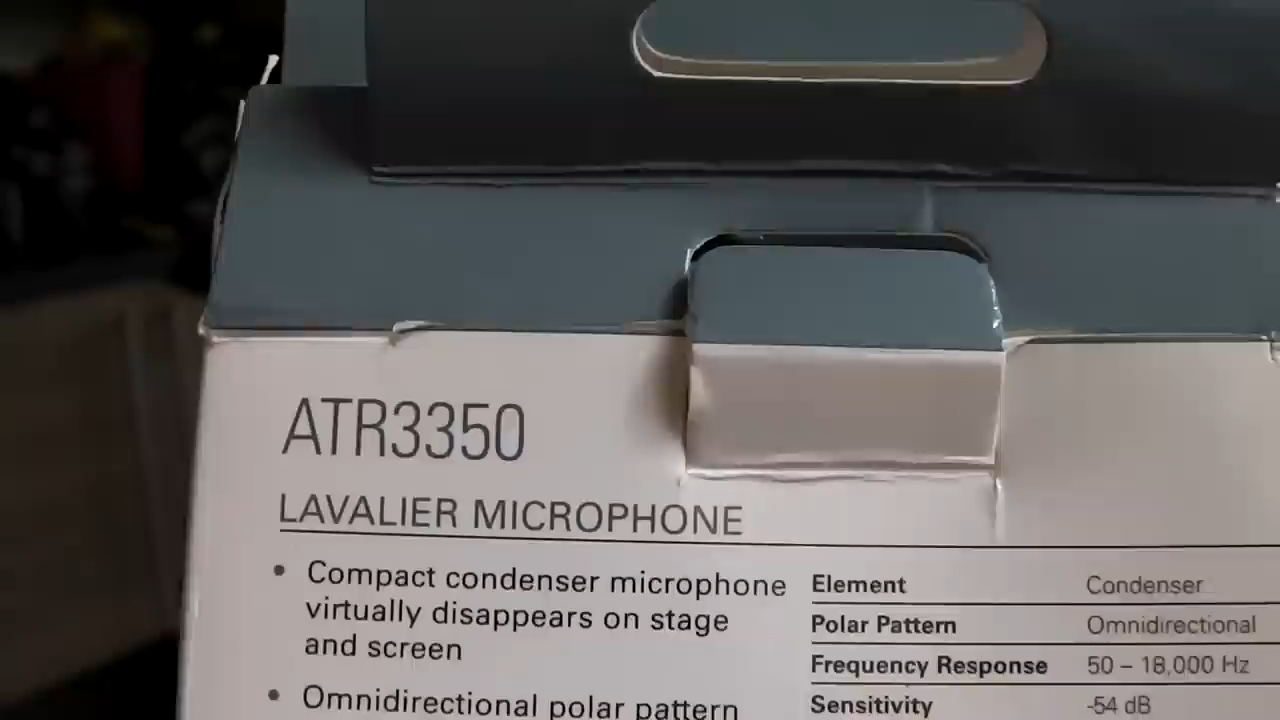 ATR3350
LAVALIER MICROPHONE
• Compact condenser microphone
virtually disappears on stage
and screen
• Omnidirectional polar pattern
Element Condenser
Polar Pattern Omnidirectional
Frequency Response 50 – 18,000 Hz
Sensitivity -54 dB